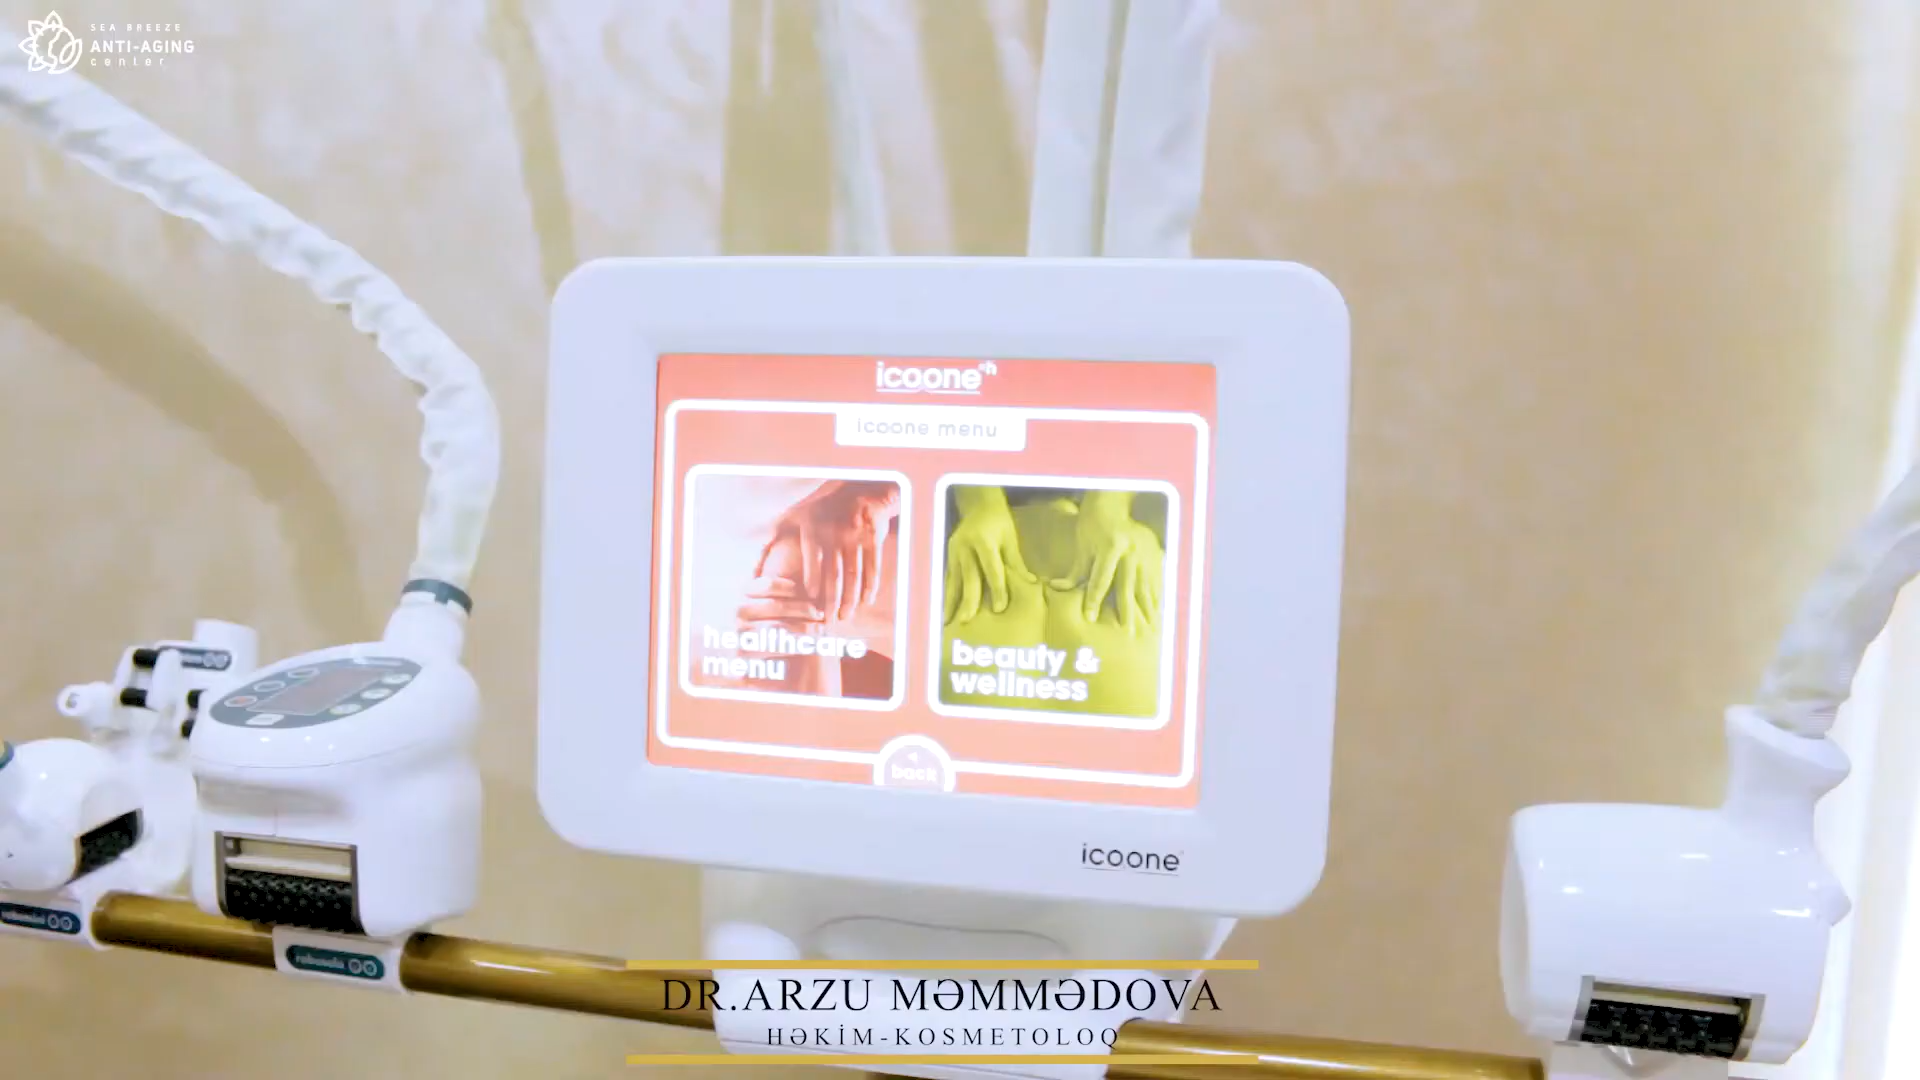 SEA BREEZE
ANTI-AGING
center
icoone®h
icoone menu
healthcare
menu
beauty &
wellness
back
icoone
robosolo
DR.ARZU MƏMMƏDOVA
HƏKİM-KOSMETOLOQ